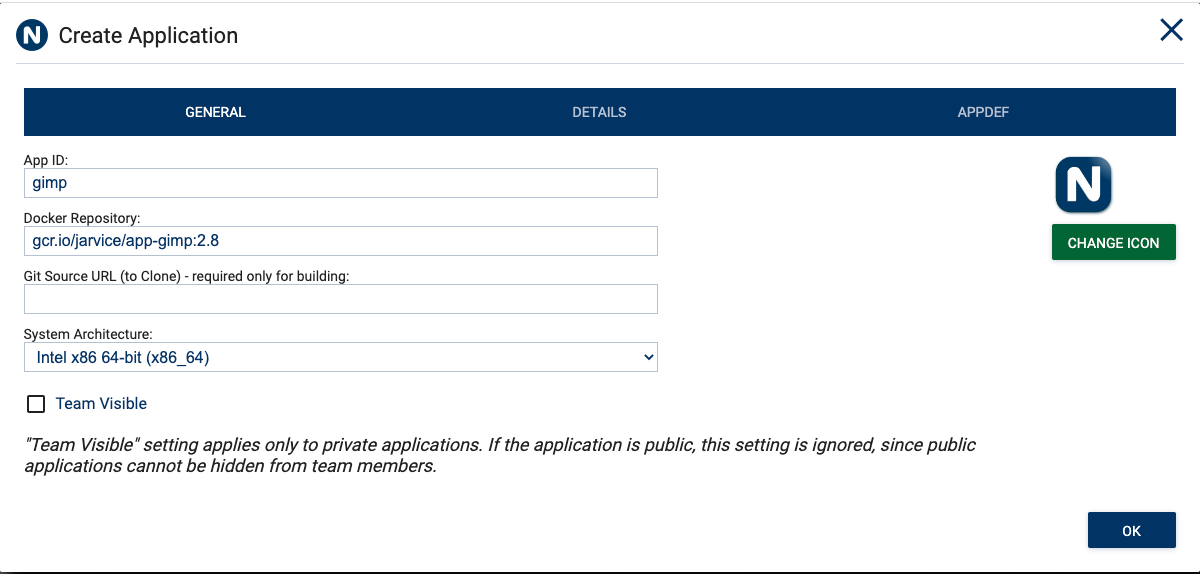 N Create Application
GENERAL DETAILS APPDEF
App ID:
gimp
N
Docker Repository:
gcr.io/jarvice/app-gimp:2.8
CHANGE ICON
Git Source URL (to Clone) - required only for building:
System Architecture:
Intel x86 64-bit (x86_64)
Team Visible
"Team Visible" setting applies only to private applications. If the application is public, this setting is ignored, since public
applications cannot be hidden from team members.
OK